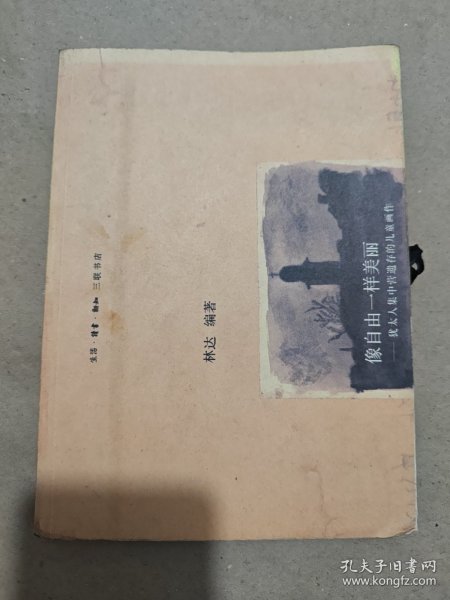 像自由一样美丽
——犹太人集中营遗存的儿童画作
林达 编著
生活·读书·新知 三联书店
孔夫子旧书网
www.kongfz.com